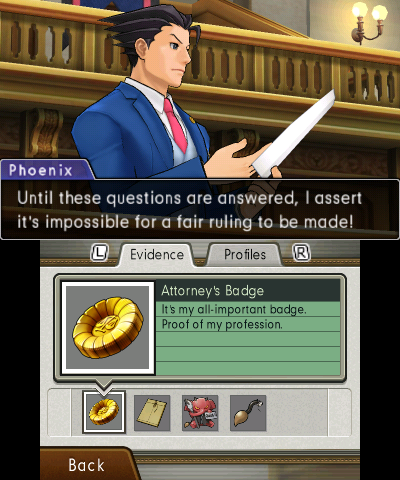 Phoenix
Until these questions are answered, I assert
it's impossible for a fair ruling to be made!
L
Evidence
Profiles
R
Attorney's Badge
It's my all-important badge.
Proof of my profession.
Back